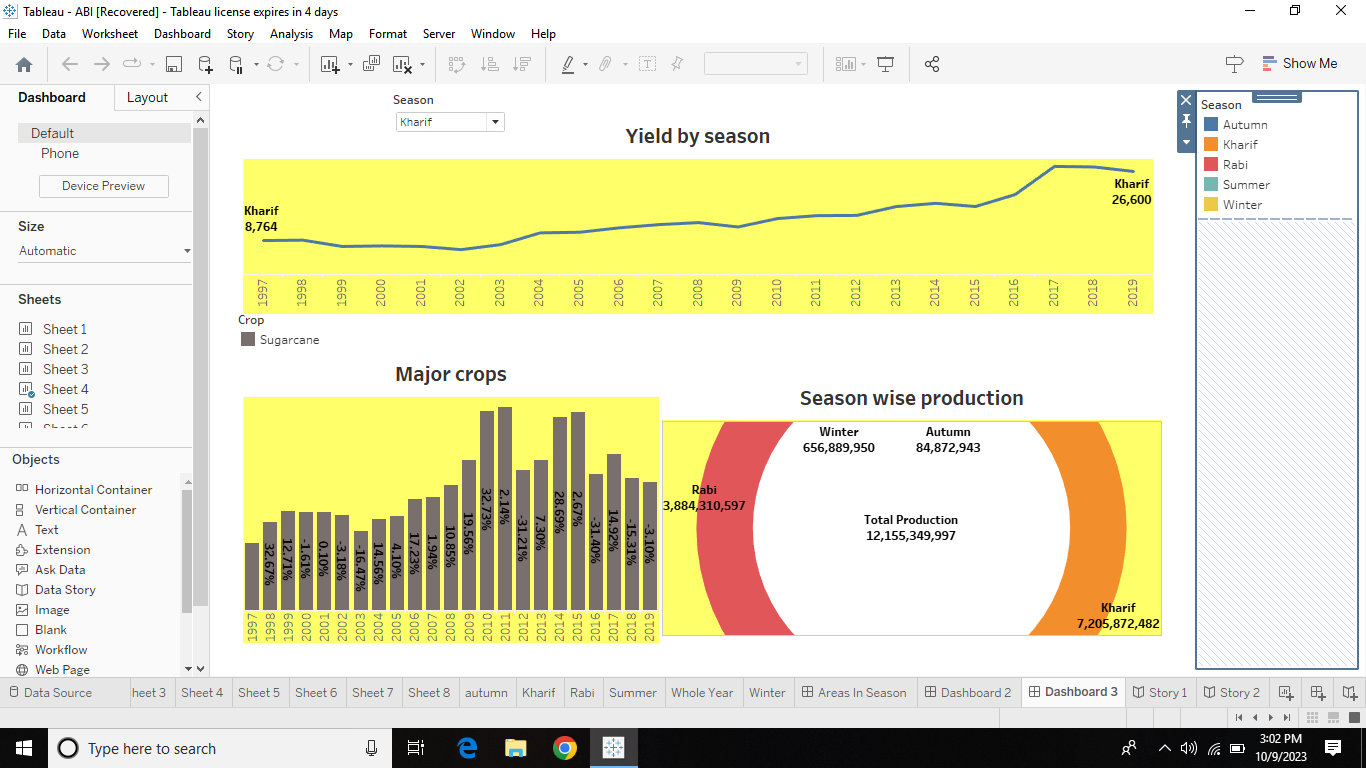 Tableau - ABI [Recovered] - Tableau license expires in 4 days
File Data Worksheet Dashboard Story Analysis Map Format Server Window Help
Show Me
Dashboard Layout
Default
Phone
Device Preview
Size
Automatic
Sheets
Sheet 1
Sheet 2
Sheet 3
Sheet 4
Sheet 5
Objects
Horizontal Container
Vertical Container
Text
Extension
Ask Data
Data Story
Image
Blank
Workflow
Web Page
Season
Kharif
Yield by season
Kharif
8,764
Kharif
26,600
1997 1998 1999 2000 2001 2002 2003 2004 2005 2006 2007 2008 2009 2010 2011 2012 2013 2014 2015 2016 2017 2018 2019
Crop
Sugarcane
Major crops
32.67% 12.71% -1.61% 0.10% -3.18% -16.47% 14.56% 4.10% 17.23% 1.94% 10.85% 19.56% 32.73% 2.14% -31.21% 7.30% 28.69% 2.67% -31.40% 14.92% -15.31% -3.10%
1997 1998 1999 2000 2001 2002 2003 2004 2005 2006 2007 2008 2009 2010 2011 2012 2013 2014 2015 2016 2017 2018 2019
Season wise production
Winter
656,889,950
Autumn
84,872,943
Rabi
3,884,310,597
Total Production
12,155,349,997
Kharif
7,205,872,482
Season
Autumn
Kharif
Rabi
Summer
Winter
Data Source heet 3 Sheet 4 Sheet 5 Sheet 6 Sheet 7 Sheet 8 autumn Kharif Rabi Summer Whole Year Winter Areas In Season Dashboard 2 Dashboard 3 Story 1 Story 2
Type here to search
3:02 PM
10/9/2023